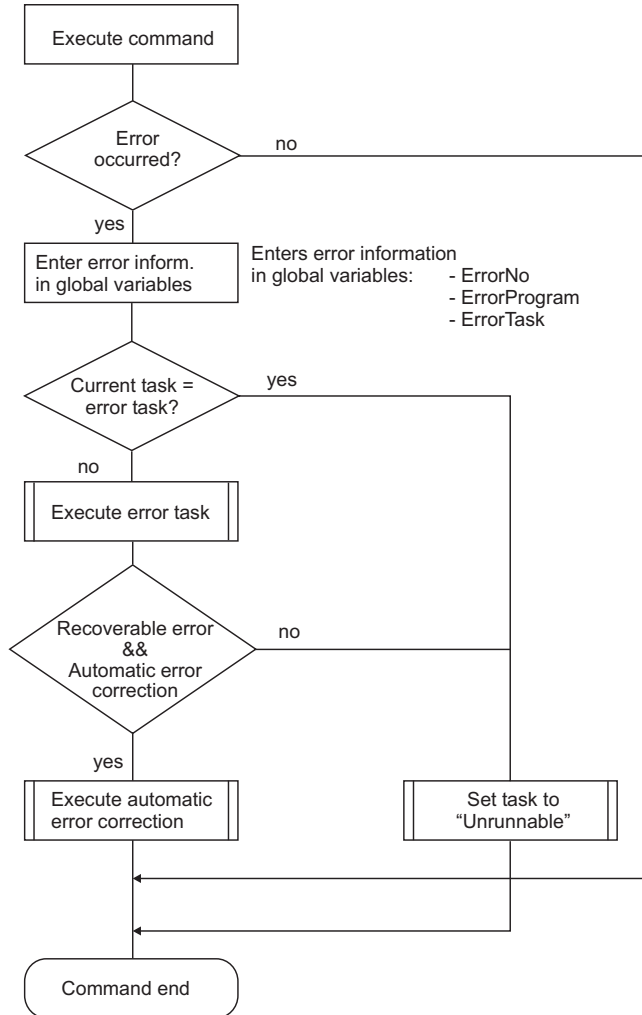 Execute command
Error
occurred?
no
yes
Enter error inform.
in global variables
Enters error information
in global variables: - ErrorNo
- ErrorProgram
- ErrorTask
Current task =
error task?
yes
no
Execute error task
Recoverable error
&&
Automatic error
correction
no
yes
Execute automatic
error correction
Set task to
“Unrunnable”
Command end